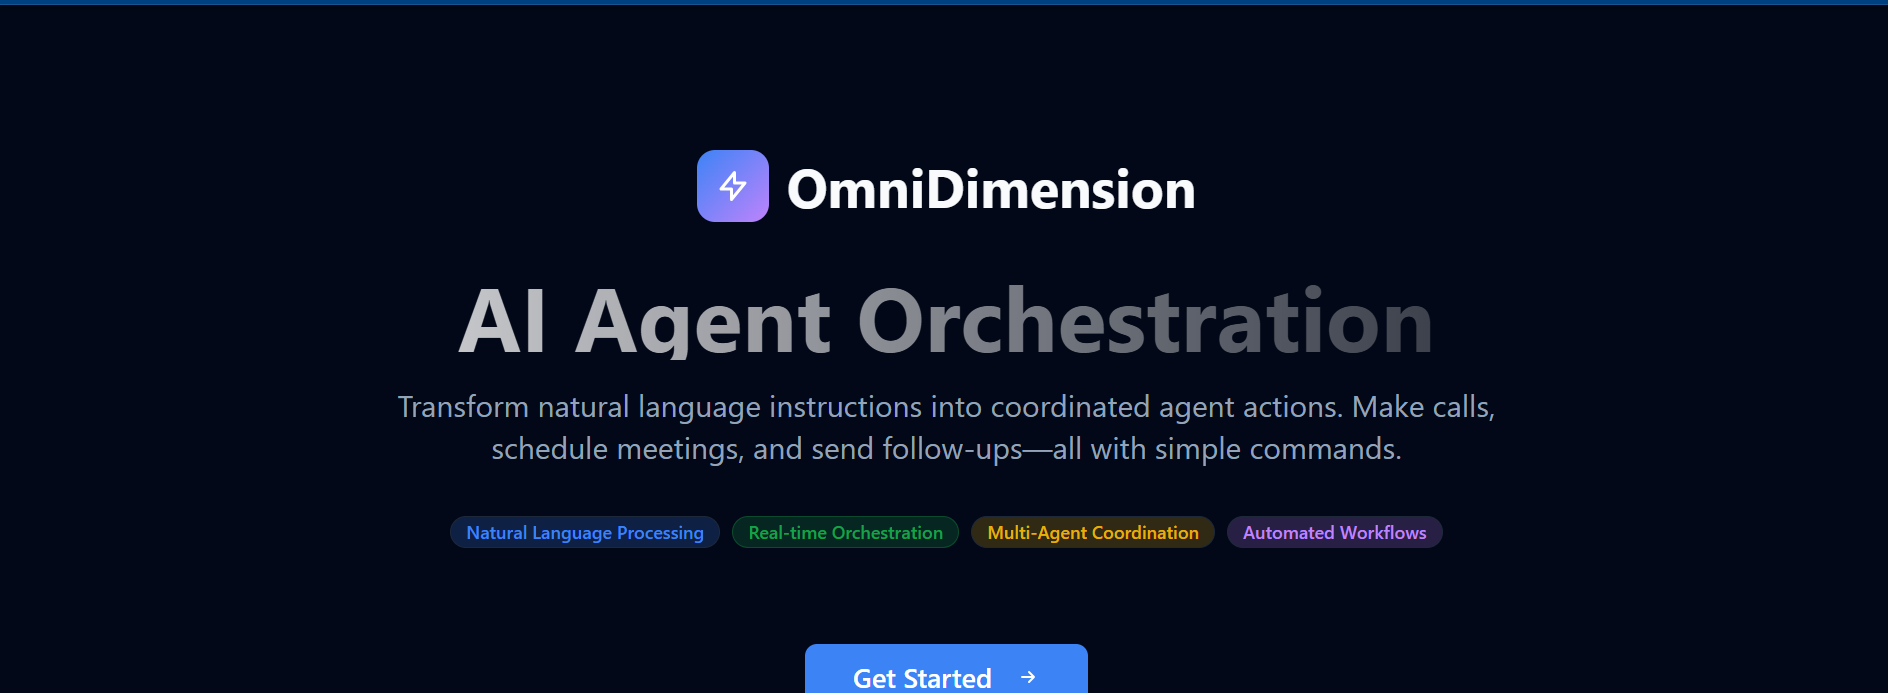 OmniDimension
AI Agent Orchestration
Transform natural language instructions into coordinated agent actions. Make calls,
schedule meetings, and send follow-ups—all with simple commands.
Natural Language Processing
Real-time Orchestration
Multi-Agent Coordination
Automated Workflows
Get Started